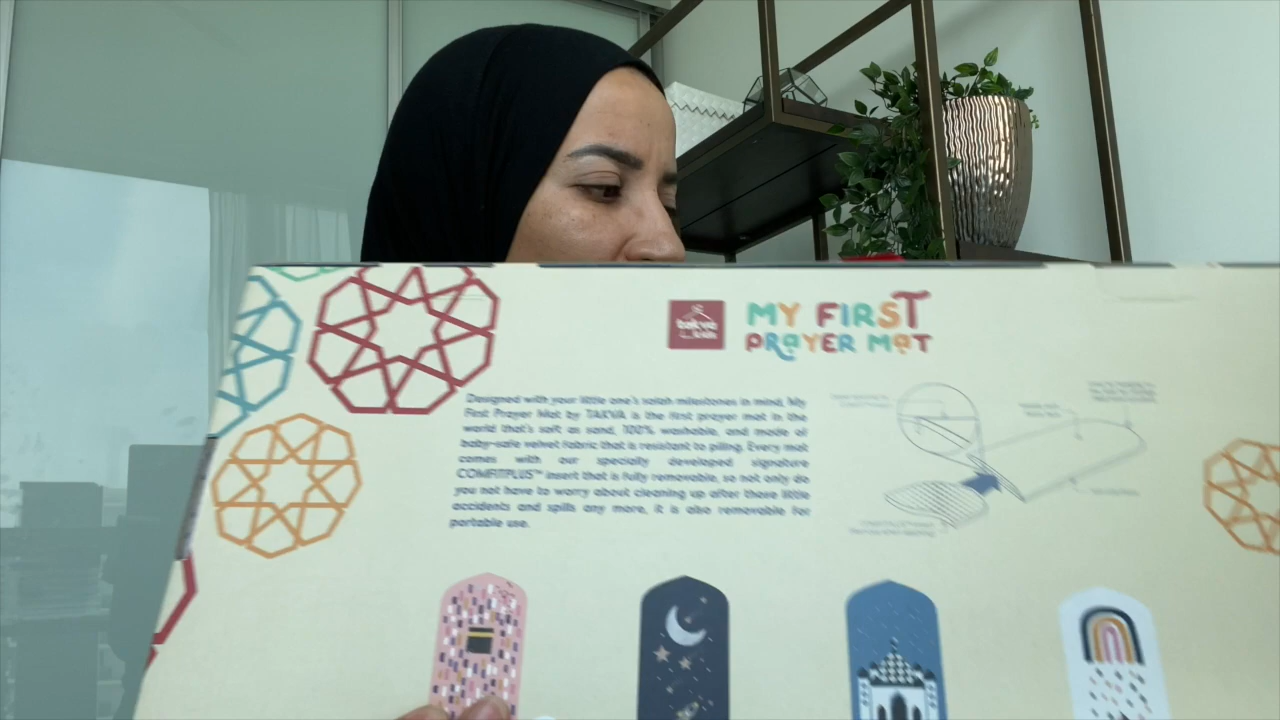 takva
MY FIRST
PRAYER MAT
Designed with your little one's salah milestones in mind, My
First Prayer Mat by TAKVA is the first prayer mat in the
world that's soft as sand, 100% washable, and made of
baby-safe velvet fabric that is resistant to piling. Every mat
comes with our specially developed signature
COMFITPLUS™ insert that is fully removable, so not only do
you not have to worry about cleaning up after those little
accidents and spills any more, it is also removable for
portable use.